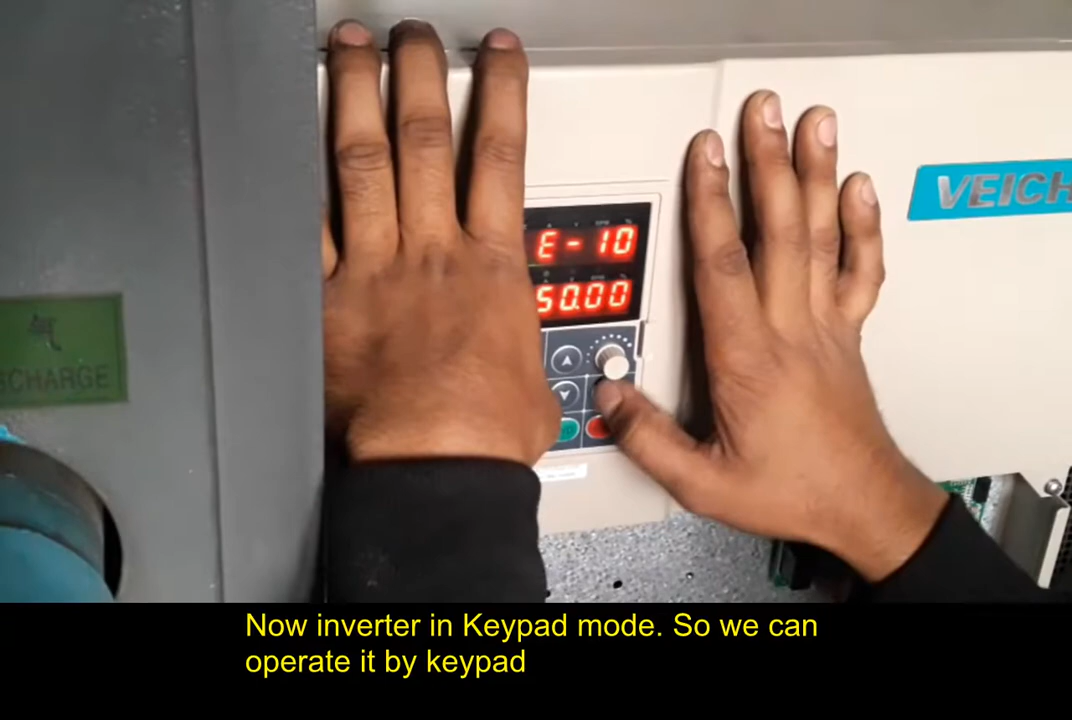 VEICH
E-10
50.00
SCHARGE
Now inverter in Keypad mode. So we can
operate it by keypad